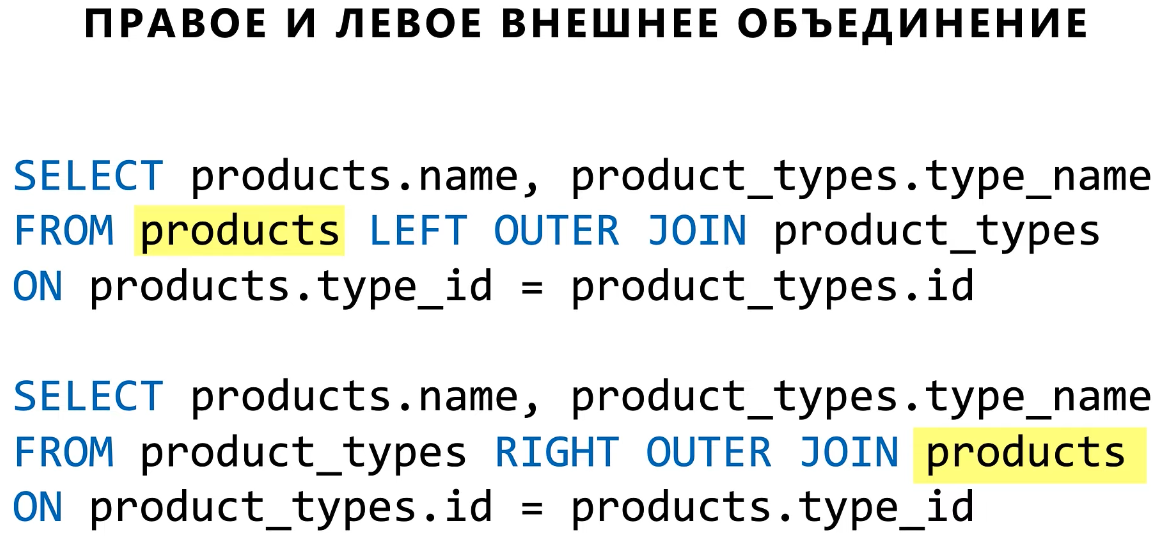 ПРАВОЕ И ЛЕВОЕ ВНЕШНЕЕ ОБЪЕДИНЕНИЕ
SELECT products.name, product_types.type_name
FROM products LEFT OUTER JOIN product_types
ON products.type_id = product_types.id
SELECT products.name, product_types.type_name
FROM product_types RIGHT OUTER JOIN products
ON product_types.id = products.type_id